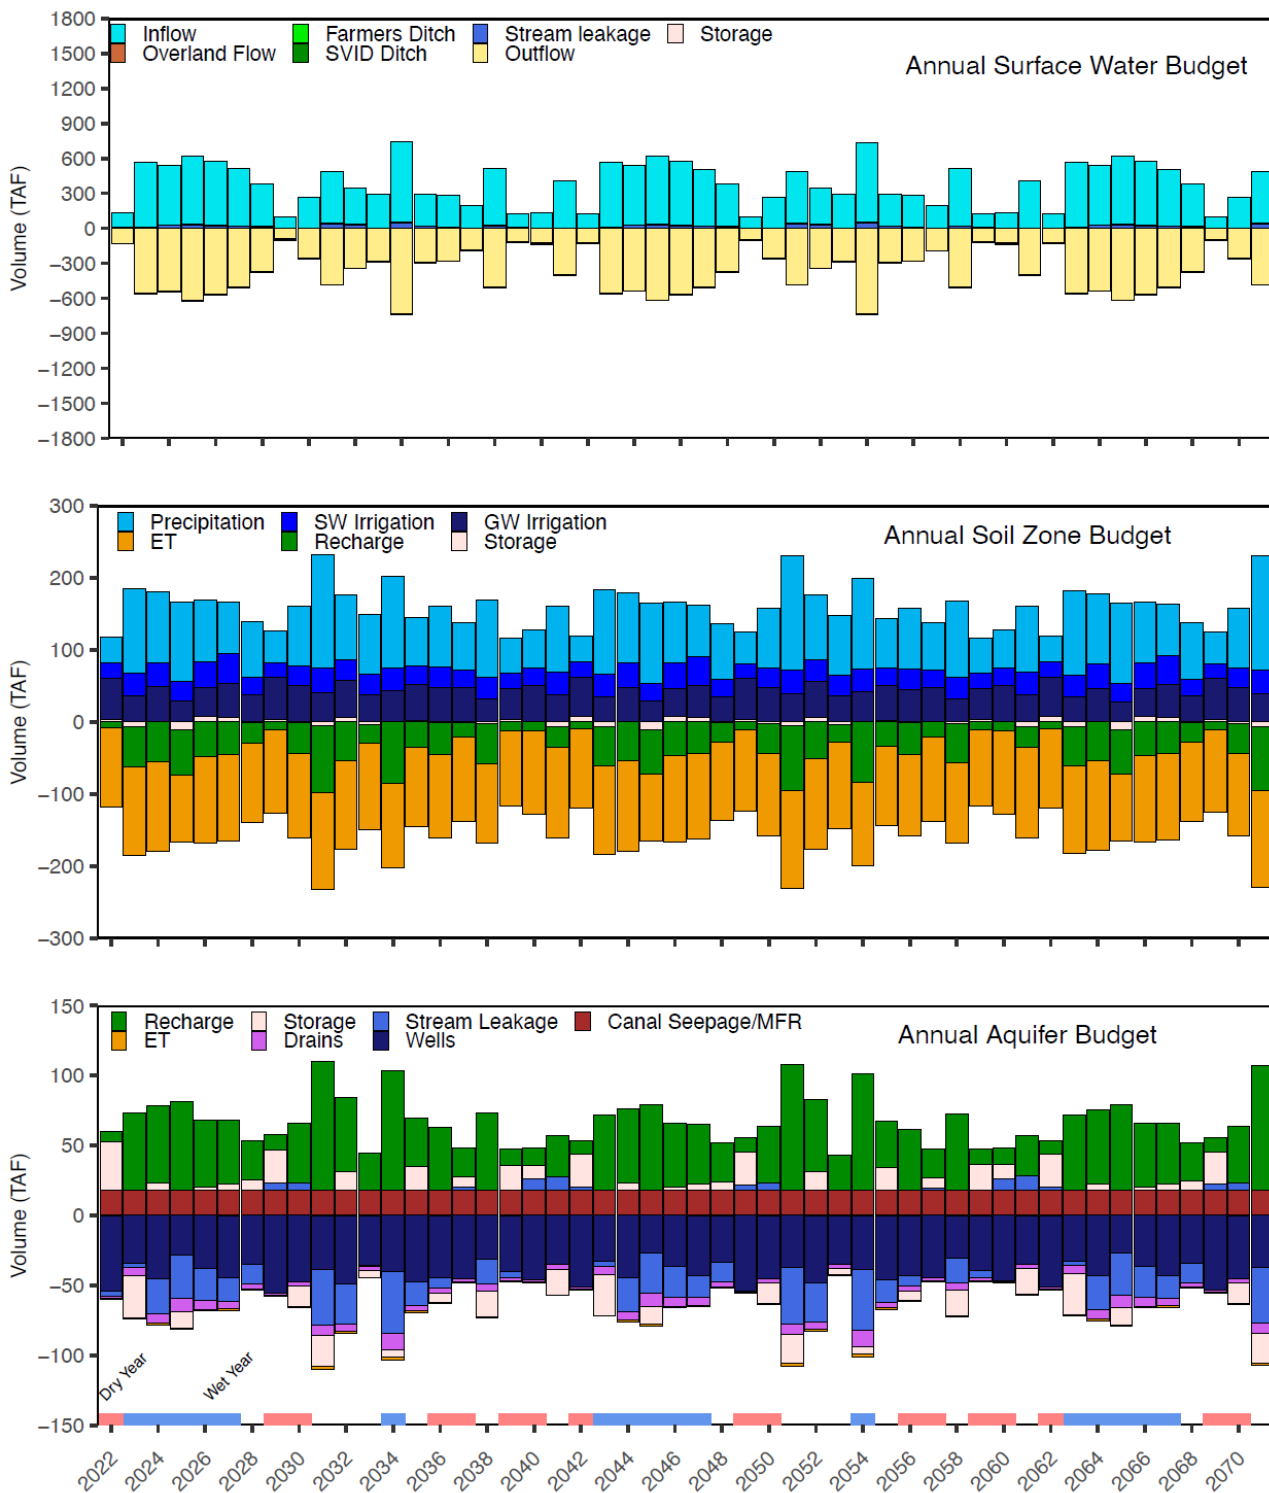 1800
Inflow Farmers Ditch Stream leakage Storage
Overland Flow SVID Ditch Outflow
Annual Surface Water Budget
1500
1200
900
600
300
0
−300
−600
−900
−1200
−1500
−1800
Volume (TAF)
300
Precipitation SW Irrigation GW Irrigation
ET Recharge Storage
Annual Soil Zone Budget
200
100
0
−100
−200
−300
Volume (TAF)
150
Recharge Storage Stream Leakage Canal Seepage/MFR
ET Drains Wells
Annual Aquifer Budget
100
50
0
−50
−100
−150
Volume (TAF)
Dry Year
Wet Year
2022 2024 2026 2028 2030 2032 2034 2036 2038 2040 2042 2044 2046 2048 2050 2052 2054 2056 2058 2060 2062 2064 2066 2068 2070